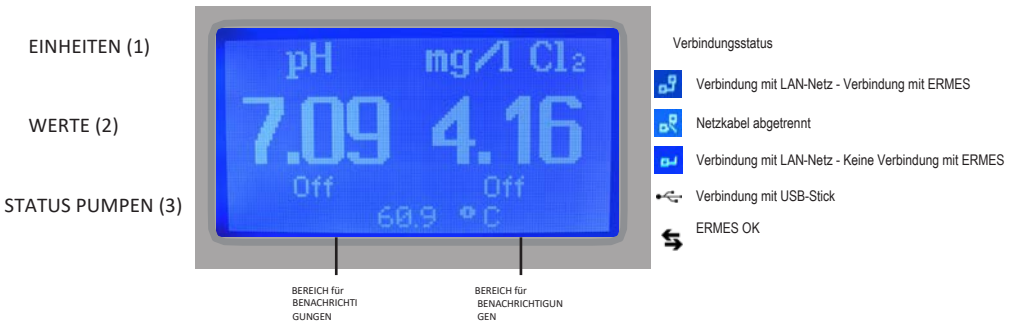 EINHEITEN (1)
WERTE (2)
STATUS PUMPEN (3)
pH mg/l Cl₂
7.09 4.16
Off Off
60.9 °C
BEREICH für
BENACHRICHTI
GUNGEN
BEREICH für
BENACHRICHTIGUN
GEN
Verbindungsstatus
Verbindung mit LAN-Netz - Verbindung mit ERMES
Netzkabel abgetrennt
Verbindung mit LAN-Netz - Keine Verbindung mit ERMES
Verbindung mit USB-Stick
ERMES OK